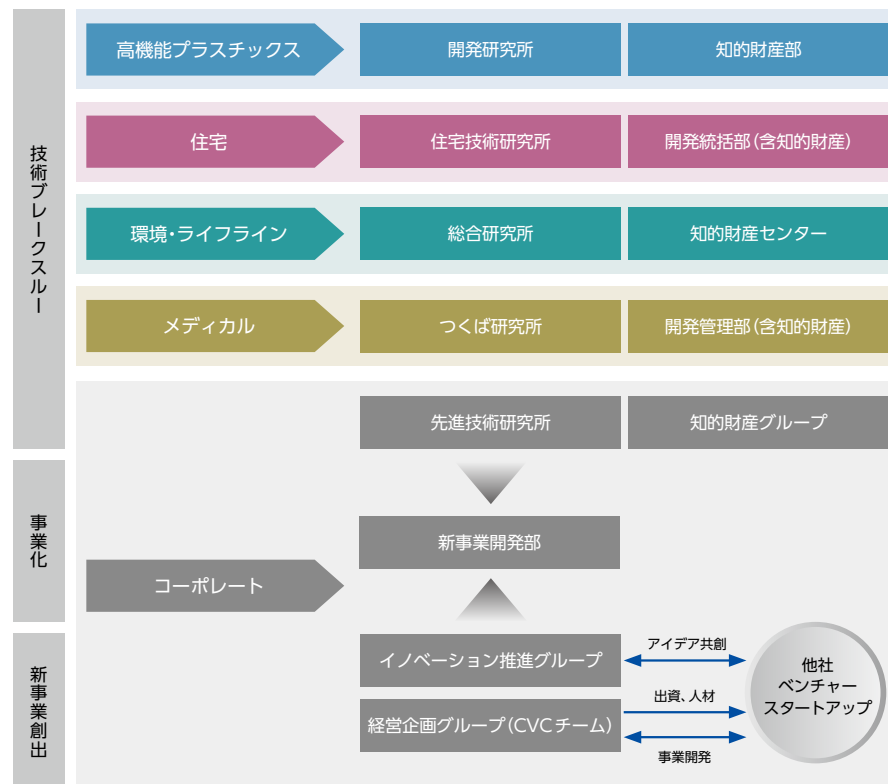 技術ブレークスルー
高機能プラスチックス
開発研究所
知的財産部
住宅
住宅技術研究所
開発統括部（含知的財産）
環境・ライフライン
総合研究所
知的財産センター
メディカル
つくば研究所
開発管理部（含知的財産）
先進技術研究所
知的財産グループ
事業化
コーポレート
新事業開発部
新事業創出
イノベーション推進グループ
アイデア共創
経営企画グループ（CVCチーム）
出資、人材
事業開発
他社
ベンチャー
スタートアップ